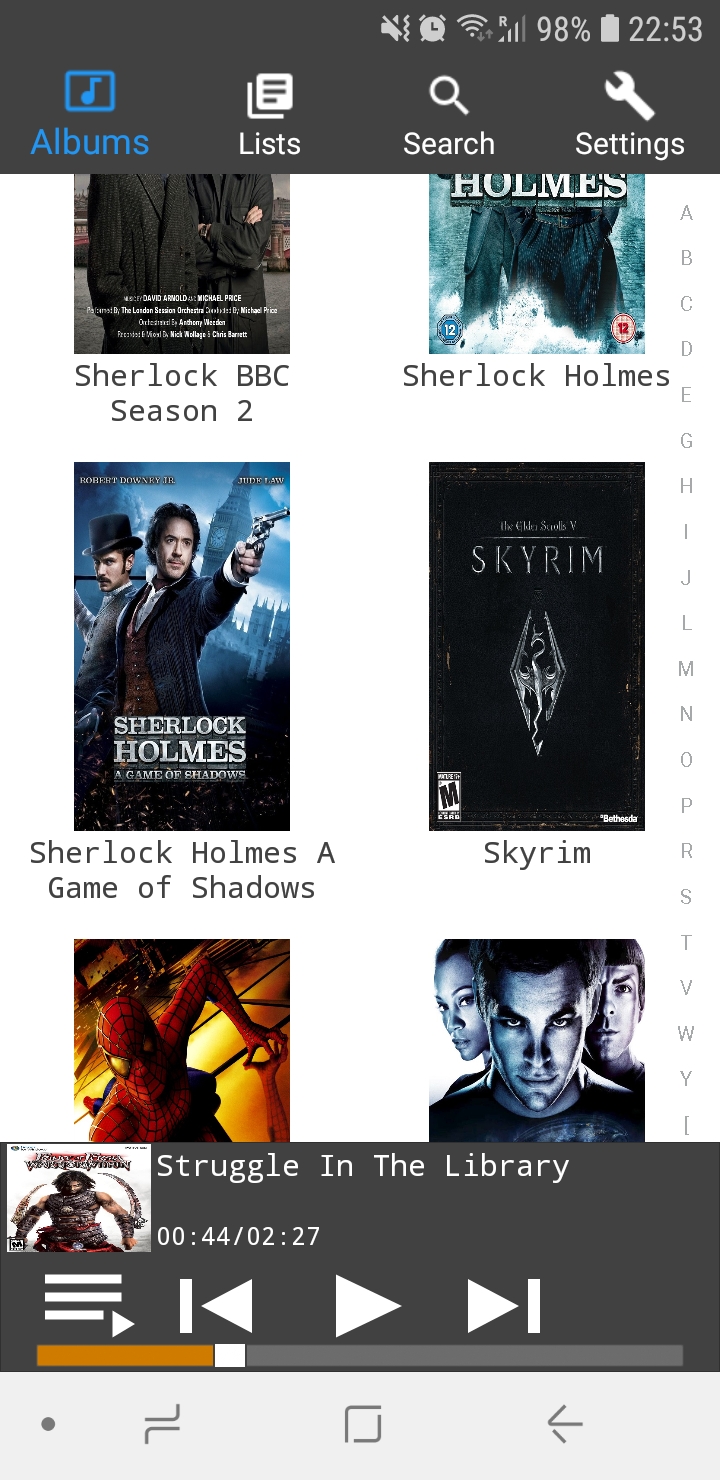 R 98% 22:53
Albums Lists Search Settings
HOLMES
MUSIC BY DAVID ARNOLD AND MICHAEL PRICE
Performed By The London Session Orchestra Conducted By Michael Price
Orchestrated By Anthony Weeden
Recorded & Mixed By Nick Wollage & Chris Barrett
12 12
Sherlock BBC
Season 2
Sherlock Holmes
ROBERT DOWNEY JR. JUDE LAW
SHERLOCK
HOLMES
A GAME OF SHADOWS
The Elder Scrolls V
SKYRIM
MATURE 17+
M
ESRB
Bethesda
Sherlock Holmes A
Game of Shadows
Skyrim
A
B
C
D
E
G
H
I
J
L
M
N
O
P
R
S
T
V
W
Y
[
WARRIOR WITHIN
M
Struggle In The Library
00:44/02:27